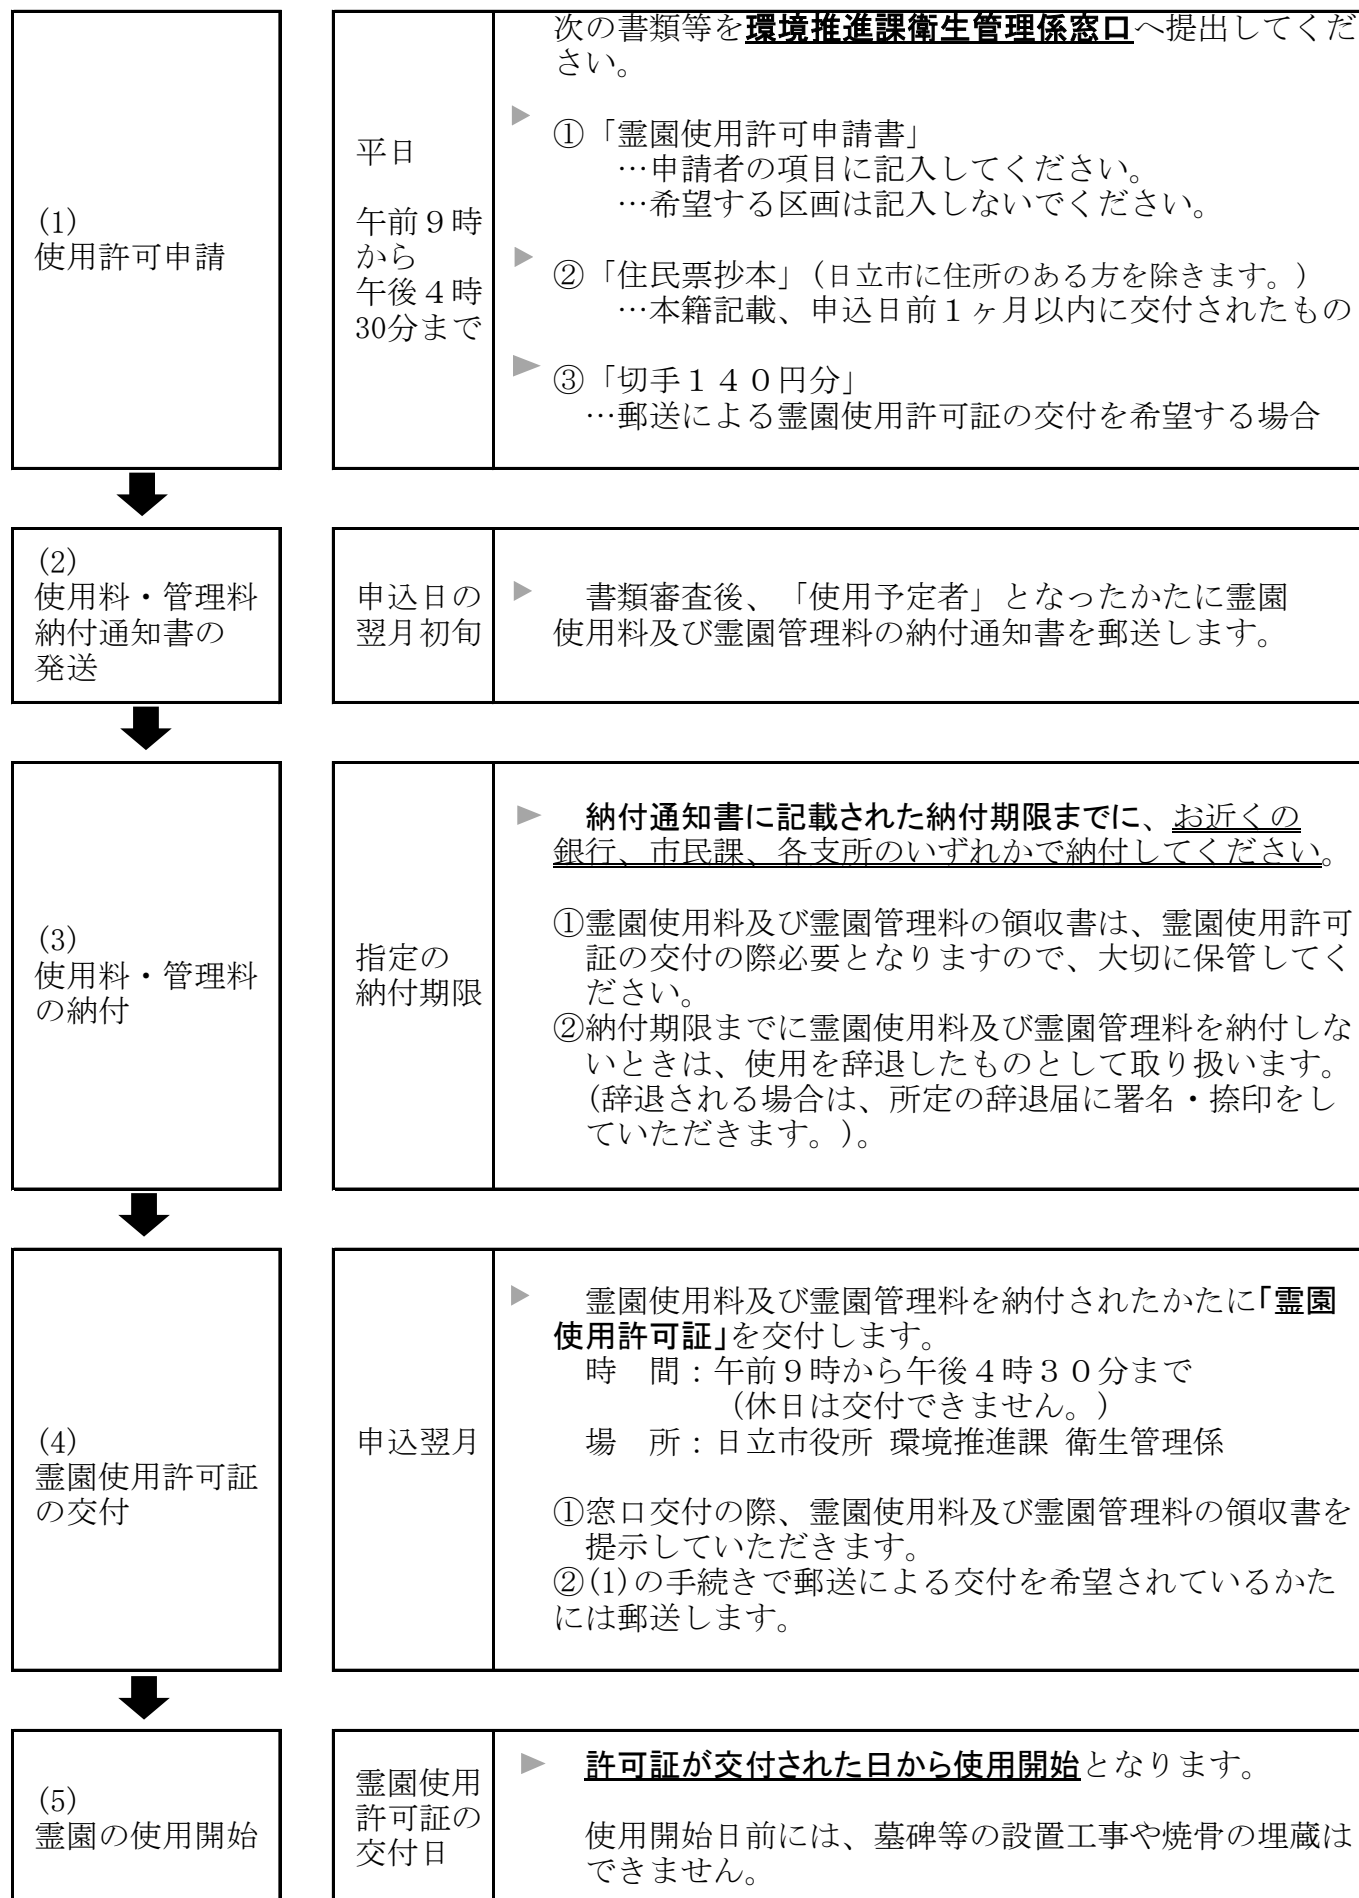 (1)
使用許可申請
平日
午前９時
から
午後４時
30分まで
次の書類等を環境推進課衛生管理係窓口へ提出してくだ
さい。
①「霊園使用許可申請書」
…申請者の項目に記入してください。
…希望する区画は記入しないでください。
②「住民票抄本」（日立市に住所のある方を除きます。）
…本籍記載、申込日前１ヶ月以内に交付されたもの
③「切手１４０円分」
…郵送による霊園使用許可証の交付を希望する場合
(2)
使用料・管理料
納付通知書の
発送
申込日の
翌月初旬
書類審査後、「使用予定者」となったかたに霊園
使用料及び霊園管理料の納付通知書を郵送します。
(3)
使用料・管理料
の納付
指定の
納付期限
納付通知書に記載された納付期限までに、お近くの
銀行、市民課、各支所のいずれかで納付してください。
①霊園使用料及び霊園管理料の領収書は、霊園使用許可
証の交付の際必要となりますので、大切に保管してく
ださい。
②納付期限までに霊園使用料及び霊園管理料を納付しな
いときは、使用を辞退したものとして取り扱います。
(辞退される場合は、所定の辞退届に署名・捺印をし
ていただきます。)。
(4)
霊園使用許可証
の交付
申込翌月
霊園使用料及び霊園管理料を納付されたかたに「霊園
使用許可証」を交付します。
時　間：午前９時から午後４時３０分まで
（休日は交付できません。）
場　所：日立市役所 環境推進課 衛生管理係
①窓口交付の際、霊園使用料及び霊園管理料の領収書を
提示していただきます。
②(1)の手続きで郵送による交付を希望されているかた
には郵送します。
(5)
霊園の使用開始
霊園使用
許可証の
交付日
許可証が交付された日から使用開始となります。
使用開始日前には、墓碑等の設置工事や焼骨の埋蔵は
できません。